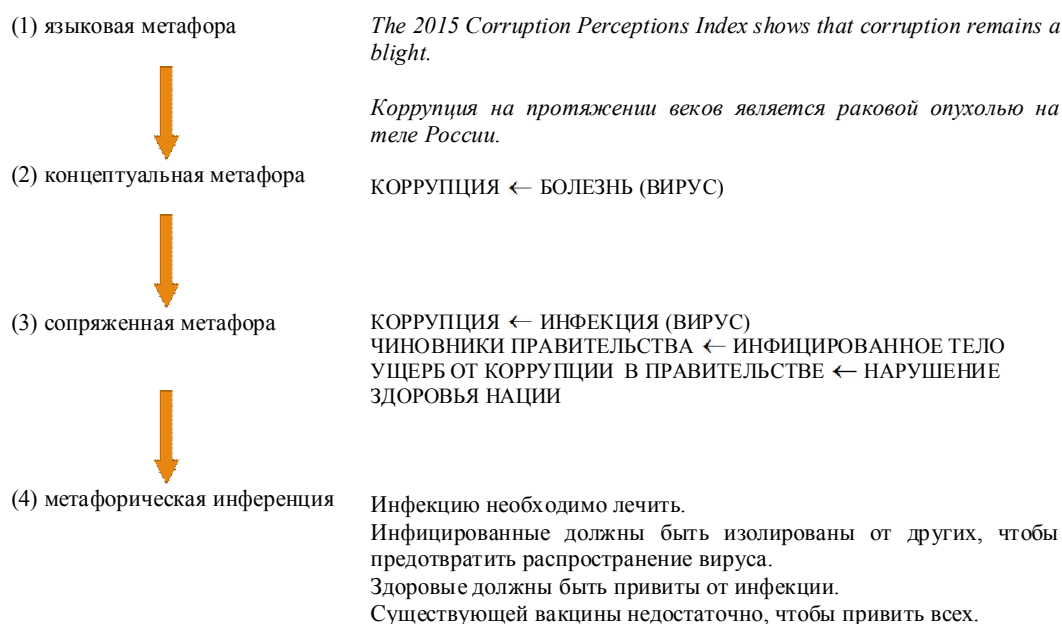 (1) языковая метафора
The 2015 Corruption Perceptions Index shows that corruption remains a
blight.
Коррупция на протяжении веков является раковой опухолью на
теле России.
(2) концептуальная метафора
КОРРУПЦИЯ ← БОЛЕЗНЬ (ВИРУС)
(3) сопряженная метафора
КОРРУПЦИЯ ← ИНФЕКЦИЯ (ВИРУС)
ЧИНОВНИКИ ПРАВИТЕЛЬСТВА ← ИНФИЦИРОВАННОЕ ТЕЛО
УЩЕРБ ОТ КОРРУПЦИИ В ПРАВИТЕЛЬСТВЕ ← НАРУШЕНИЕ
ЗДОРОВЬЯ НАЦИИ
(4) метафорическая инференция
Инфекцию необходимо лечить.
Инфицированные должны быть изолированы от других, чтобы
предотвратить распространение вируса.
Здоровые должны быть привиты от инфекции.
Существующей вакцины недостаточно, чтобы привить всех.